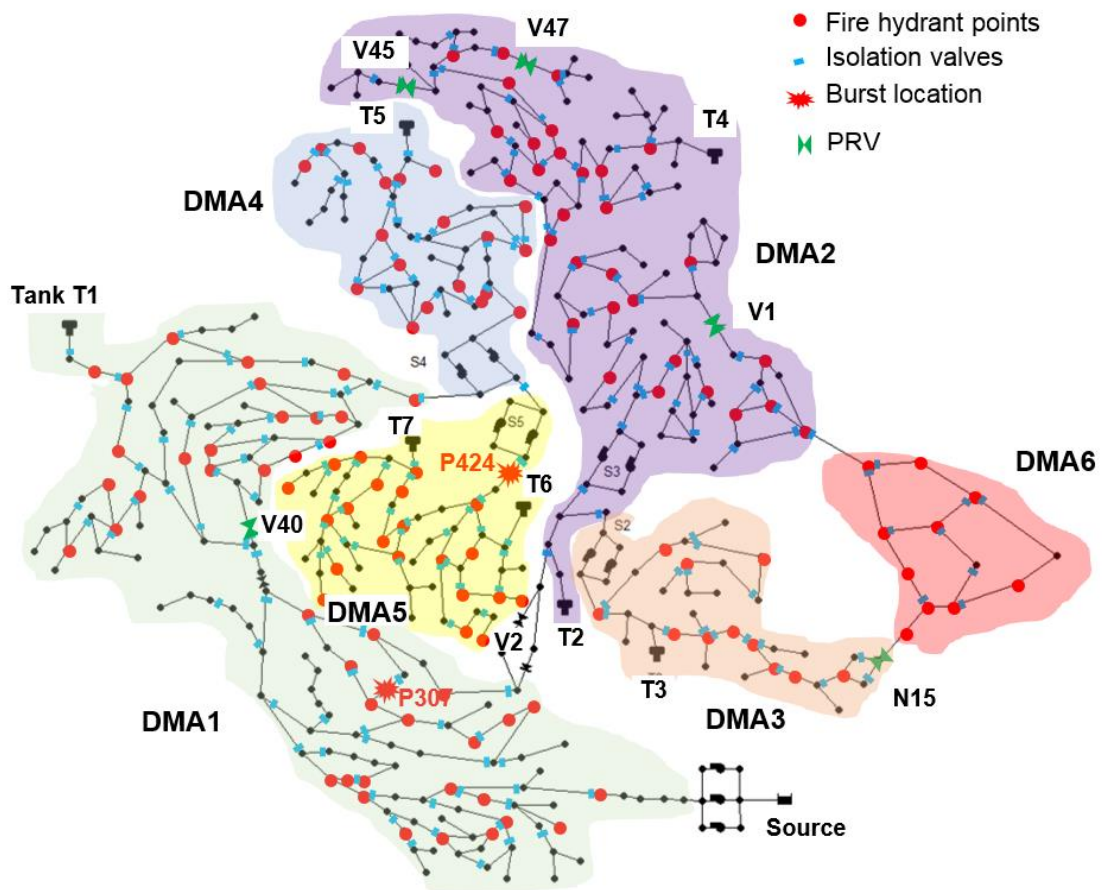 Fire hydrant points
Isolation valves
Burst location
PRV
V47
V45
T5
T4
DMA4
DMA2
Tank T1
V1
S4
S5
T7
P424
S3
DMA6
T6
V40
S2
DMA5
V2
T2
T3
N15
P307
DMA3
DMA1
Source